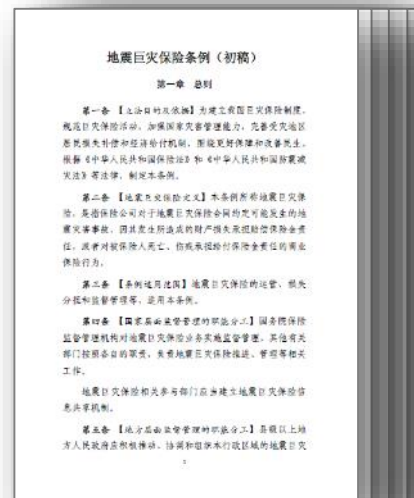 地震巨灾保险条例（初稿）
第一章 总则
第一条 【立法目的及依据】为建立我国巨灾保险制度，
规范巨灾保险活动，加强国家灾害管理能力，完善受灾地区
居民损失补偿和经济给付机制，围绕更好保障和改善民生，
根据《中华人民共和国保险法》和《中华人民共和国防震减
灾法》等法律，制定本条例。
第二条 【地震巨灾保险定义】本条例所称地震巨灾保
险，是指保险公司对于地震巨灾保险合同约定可能发生的地
震灾害事故，因其发生所造成的财产损失承担赔偿保险金责
任，或者对被保险人死亡、伤残承担给付保险金责任的商业
保险行为。
第三条 【条例适用范围】地震巨灾保险的运营、损失
分担和监督管理等，适用本条例。
第四条 【国家层面监督管理的职能分工】国务院保险
监督管理机构对地震巨灾保险业务实施监督管理，其他有关
部门按照各自的职责，负责地震巨灾保险推进、管理等相关
工作。
地震巨灾保险相关参与部门应当建立地震巨灾保险信
息共享机制。
第五条 【地方层面监督管理的职能分工】县级以上地
方人民政府应积极推动、协调和组织本行政区域的地震巨灾